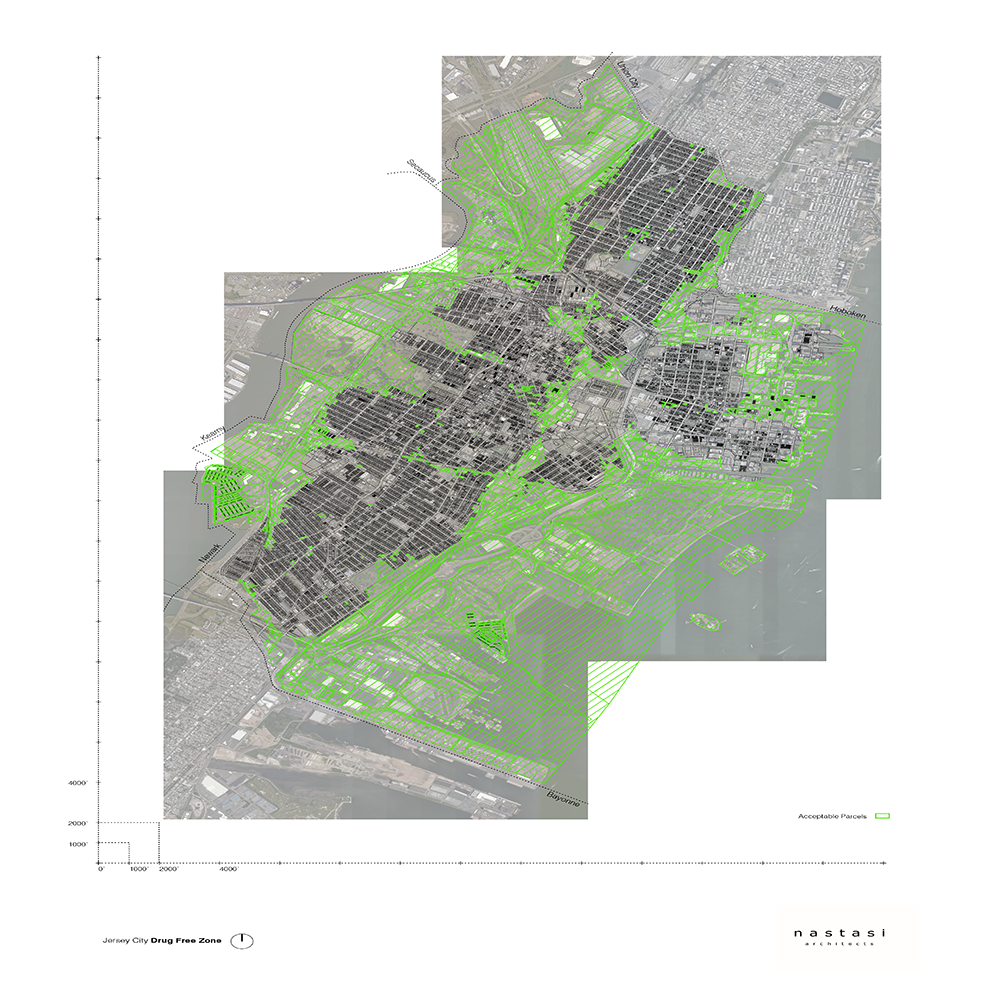 Union City
Secaucus
Hoboken
Kearny
Newark
Bayonne
4000'
2000'
1000'
0' 1000' 2000' 4000'
Acceptable Parcels
Jersey City Drug Free Zone
nastasi
architects